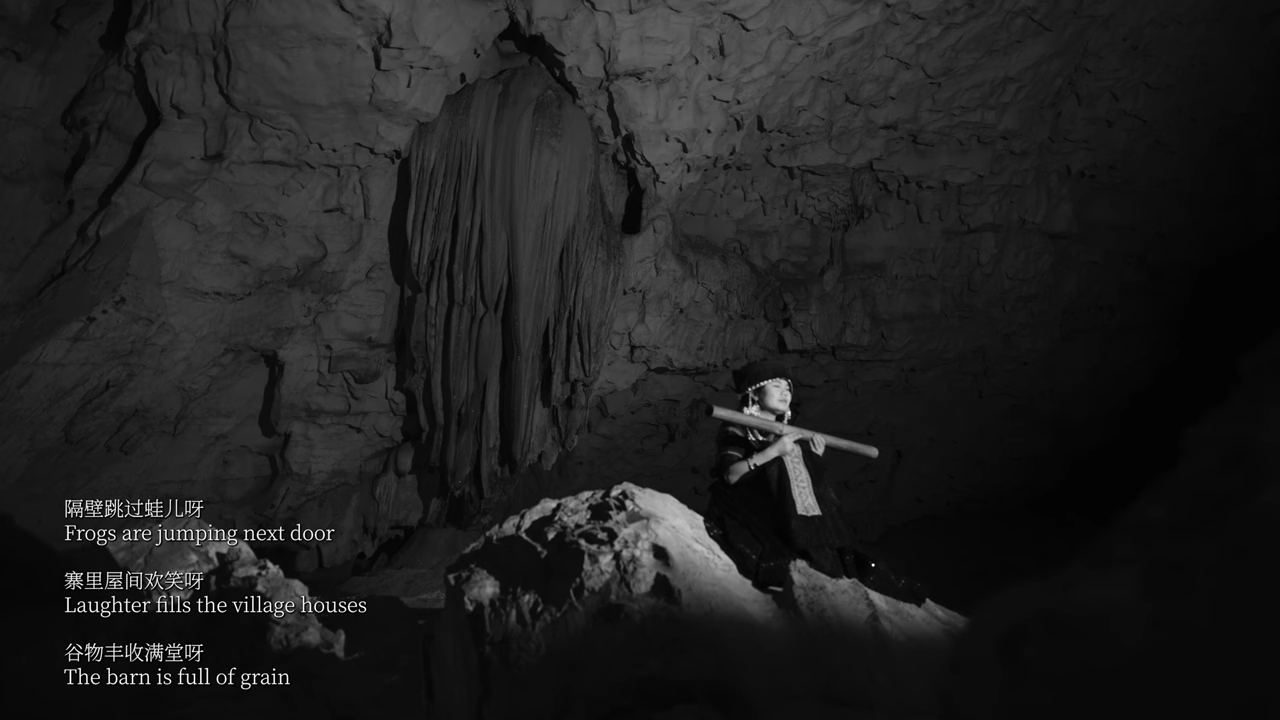 隔壁跳过蛙儿呀
Frogs are jumping next door
寨里屋间欢笑呀
Laughter fills the village houses
谷物丰收满堂呀
The barn is full of grain